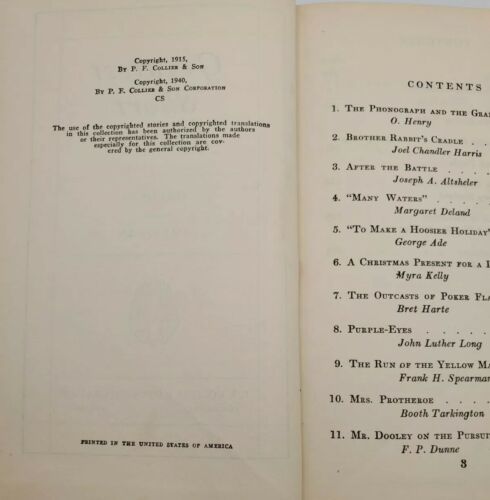 Copyright, 1915,
By P. F. Collier & Son
Copyright, 1940,
By P. F. Collier & Son Corporation
CS
The use of the copyrighted stories and copyrighted translations
in this collection has been authorized by the authors
or their representatives. The translations made
especially for this collection are cov-
ered by the general copyright.
PRINTED IN THE UNITED STATES OF AMERICA
CONTENTS
1. The Phonograph and the
O. Henry
2. Brother Rabbit's Cradle . .
Joel Chandler Harris
3. After the Battle . . . .
Joseph A. Altsheler
4. "Many Waters" . . . . .
Margaret Deland
5. "To Make a Hoosier Holiday"
George Ade
6. A Christmas Present for a
Myra Kelly
7. The Outcasts of Poker
Bret Harte
8. Purple-Eyes . . . . .
John Luther Long
9. The Run of the Yellow
Frank H. Spearman
10. Mrs. Protheroe . . . .
Booth Tarkington
11. Mr. Dooley on the
F. P. Dunne
3